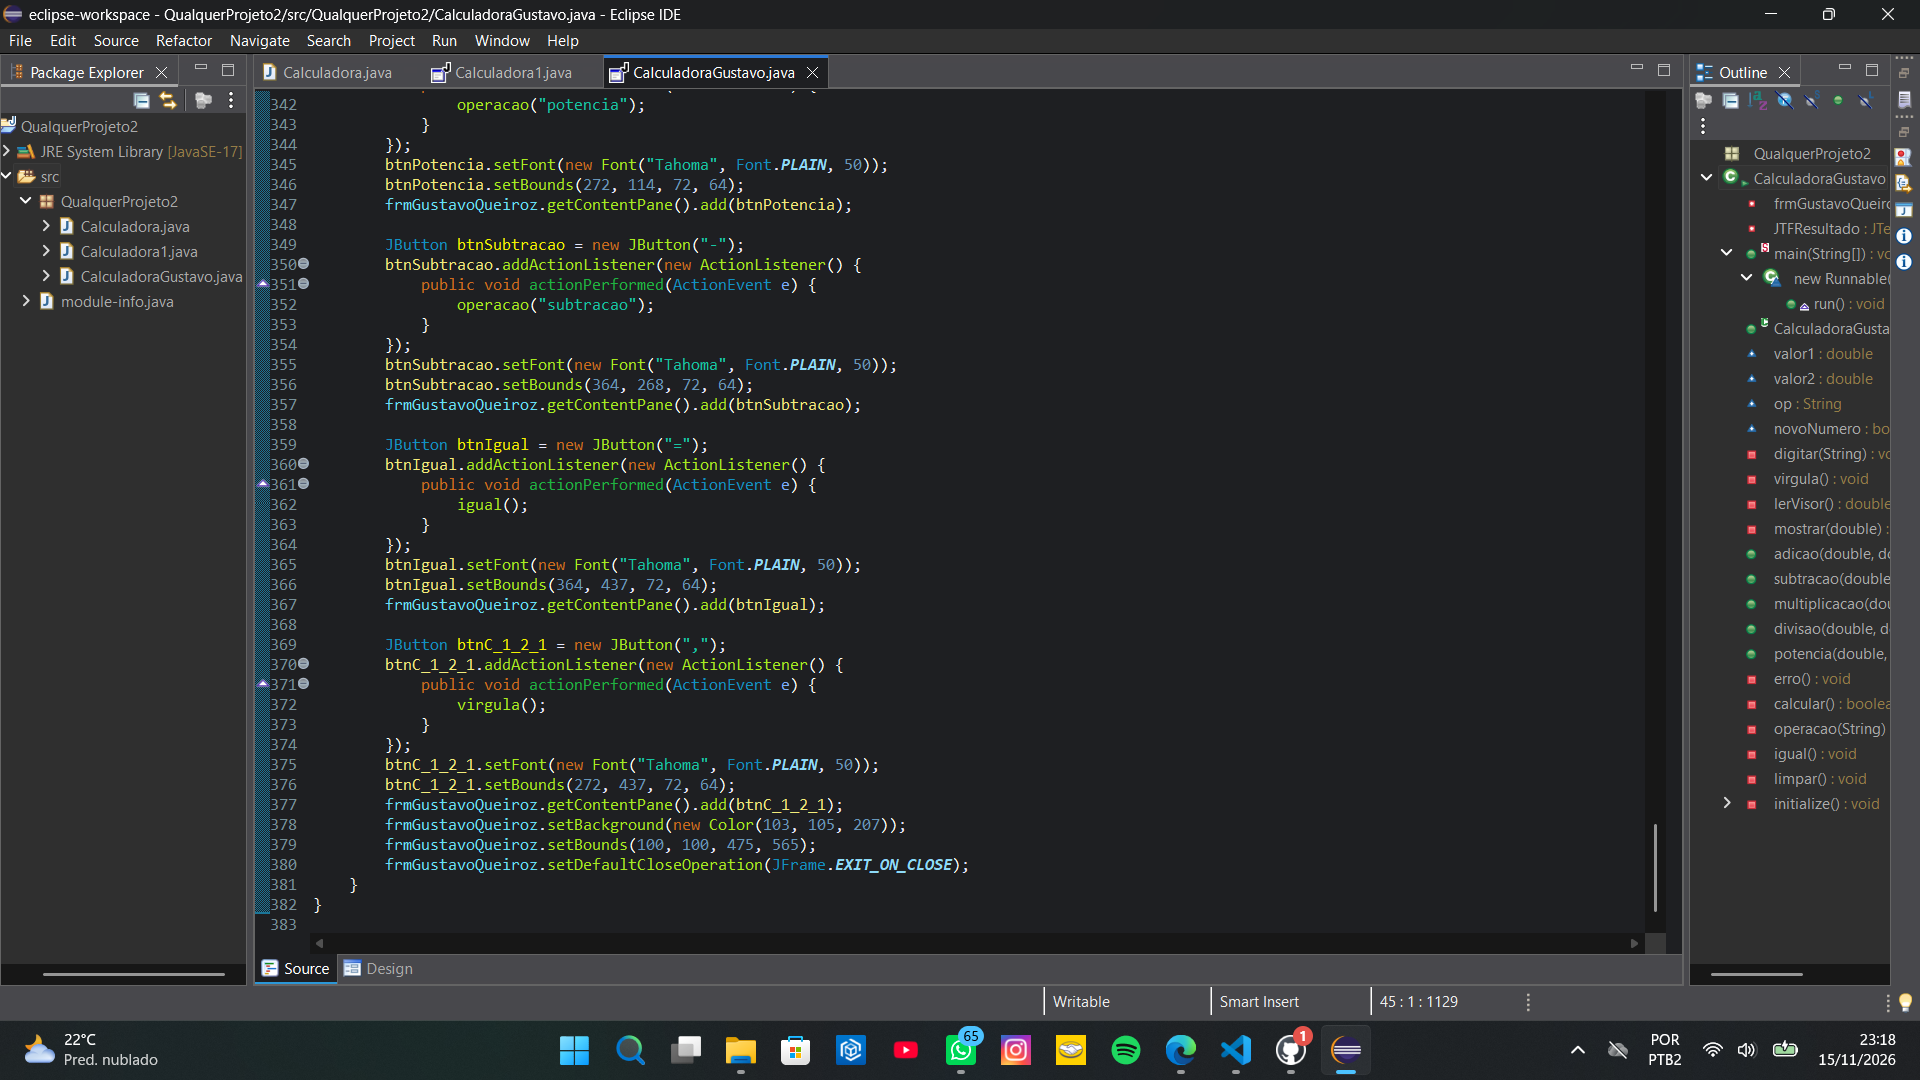 eclipse-workspace - QualquerProjeto2/src/QualquerProjeto2/CalculadoraGustavo.java - Eclipse IDE
File Edit Source Refactor Navigate Search Project Run Window Help
Package Explorer
QualquerProjeto2
JRE System Library [JavaSE-17]
src
QualquerProjeto2
Calculadora.java
Calculadora1.java
CalculadoraGustavo.java
module-info.java
Calculadora.java Calculadora1.java CalculadoraGustavo.java
342 operacao("potencia");
343 }
344 });
345 btnPotencia.setFont(new Font("Tahoma", Font.PLAIN, 50));
346 btnPotencia.setBounds(272, 114, 72, 64);
347 frmGustavoQueiroz.getContentPane().add(btnPotencia);
348
349 JButton btnSubtracao = new JButton("-");
350 btnSubtracao.addActionListener(new ActionListener() {
351 public void actionPerformed(ActionEvent e) {
352 operacao("subtracao");
353 }
354 });
355 btnSubtracao.setFont(new Font("Tahoma", Font.PLAIN, 50));
356 btnSubtracao.setBounds(364, 268, 72, 64);
357 frmGustavoQueiroz.getContentPane().add(btnSubtracao);
358
359 JButton btnIgual = new JButton("=");
360 btnIgual.addActionListener(new ActionListener() {
361 public void actionPerformed(ActionEvent e) {
362 igual();
363 }
364 });
365 btnIgual.setFont(new Font("Tahoma", Font.PLAIN, 50));
366 btnIgual.setBounds(364, 437, 72, 64);
367 frmGustavoQueiroz.getContentPane().add(btnIgual);
368
369 JButton btnC_1_2_1 = new JButton(",");
370 btnC_1_2_1.addActionListener(new ActionListener() {
371 public void actionPerformed(ActionEvent e) {
372 virgula();
373 }
374 });
375 btnC_1_2_1.setFont(new Font("Tahoma", Font.PLAIN, 50));
376 btnC_1_2_1.setBounds(272, 437, 72, 64);
377 frmGustavoQueiroz.getContentPane().add(btnC_1_2_1);
378 frmGustavoQueiroz.setBackground(new Color(103, 105, 207));
379 frmGustavoQueiroz.setBounds(100, 100, 475, 565);
380 frmGustavoQueiroz.setDefaultCloseOperation(JFrame.EXIT_ON_CLOSE);
381 }
382 }
383
Source Design
Outline
QualquerProjeto2
CalculadoraGustavo
frmGustavoQueiro
JTFResultado : JTe
main(String[]) : vo
new Runnable(
run() : void
CalculadoraGusta
valor1 : double
valor2 : double
op : String
novoNumero : bo
digitar(String) : vo
virgula() : void
lerVisor() : double
mostrar(double) :
adicao(double, do
subtracao(double
multiplicacao(dou
divisao(double, d
potencia(double,
erro() : void
calcular() : boolea
operacao(String)
igual() : void
limpar() : void
initialize() : void
Writable Smart Insert 45 : 1 : 1129
22°C
Pred. nublado
65
1
POR
PTB2
23:18
15/11/2026